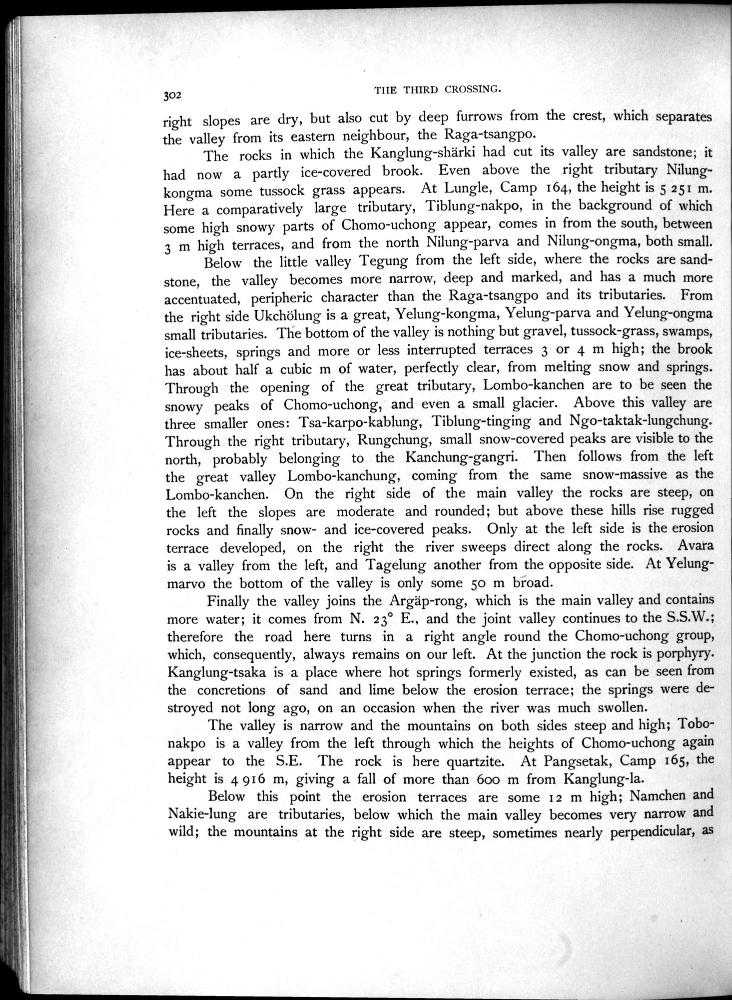 302
THE THIRD CROSSING.
right slopes are dry, but also cut by deep furrows from the crest, which separates
the valley from its eastern neighbour, the Raga-tsangpo.
The rocks in which the Kanglung-shärki had cut its valley are sandstone; it
had now a partly ice-covered brook. Even above the right tributary Nilung-
kongma some tussock grass appears. At Lungle, Camp 164, the height is 5 251 m.
Here a comparatively large tributary, Tiblung-nakpo, in the background of which
some high snowy parts of Chomo-uchong appear, comes in from the south, between
3 m high terraces, and from the north Nilung-parva and Nilung-ongma, both small.
Below the little valley Tegung from the left side, where the rocks are sand-
stone, the valley becomes more narrow, deep and marked, and has a much more
accentuated, peripheric character than the Raga-tsangpo and its tributaries. From
the right side Ukchölung is a great, Yelung-kongma, Yelung-parva and Yelung-ongma
small tributaries. The bottom of the valley is nothing but gravel, tussock-grass, swamps,
ice-sheets, springs and more or less interrupted terraces 3 or 4 m high; the brook
has about half a cubic m of water, perfectly clear, from melting snow and springs.
Through the opening of the great tributary, Lombo-kanchen are to be seen the
snowy peaks of Chomo-uchong, and even a small glacier. Above this valley are
three smaller ones: Tsa-karpo-kablung, Tiblung-tinging and Ngo-taktak-lungchung.
Through the right tributary, Rungchung, small snow-covered peaks are visible to the
north, probably belonging to the Kanchung-gangri. Then follows from the left
the great valley Lombo-kanchung, coming from the same snow-massive as the
Lombo-kanchen. On the right side of the main valley the rocks are steep, on
the left the slopes are moderate and rounded; but above these hills rise rugged
rocks and finally snow- and ice-covered peaks. Only at the left side is the erosion
terrace developed, on the right the river sweeps direct along the rocks. Avara
is a valley from the left, and Tagelung another from the opposite side. At Yelung-
marvo the bottom of the valley is only some 50 m broad.
Finally the valley joins the Argäp-rong, which is the main valley and contains
more water; it comes from N. 23° E., and the joint valley continues to the S.S.W.;
therefore the road here turns in a right angle round the Chomo-uchong group,
which, consequently, always remains on our left. At the junction the rock is porphyry.
Kanglung-tsaka is a place where hot springs formerly existed, as can be seen from
the concretions of sand and lime below the erosion terrace; the springs were de-
stroyed not long ago, on an occasion when the river was much swollen.
The valley is narrow and the mountains on both sides steep and high; Tobo-
nakpo is a valley from the left through which the heights of Chomo-uchong again
appear to the S.E. The rock is here quartzite. At Pangsetak, Camp 165, the
height is 4 916 m, giving a fall of more than 600 m from Kanglung-la.
Below this point the erosion terraces are some 12 m high; Namchen and
Nakie-lung are tributaries, below which the main valley becomes very narrow and
wild; the mountains at the right side are steep, sometimes nearly perpendicular, as